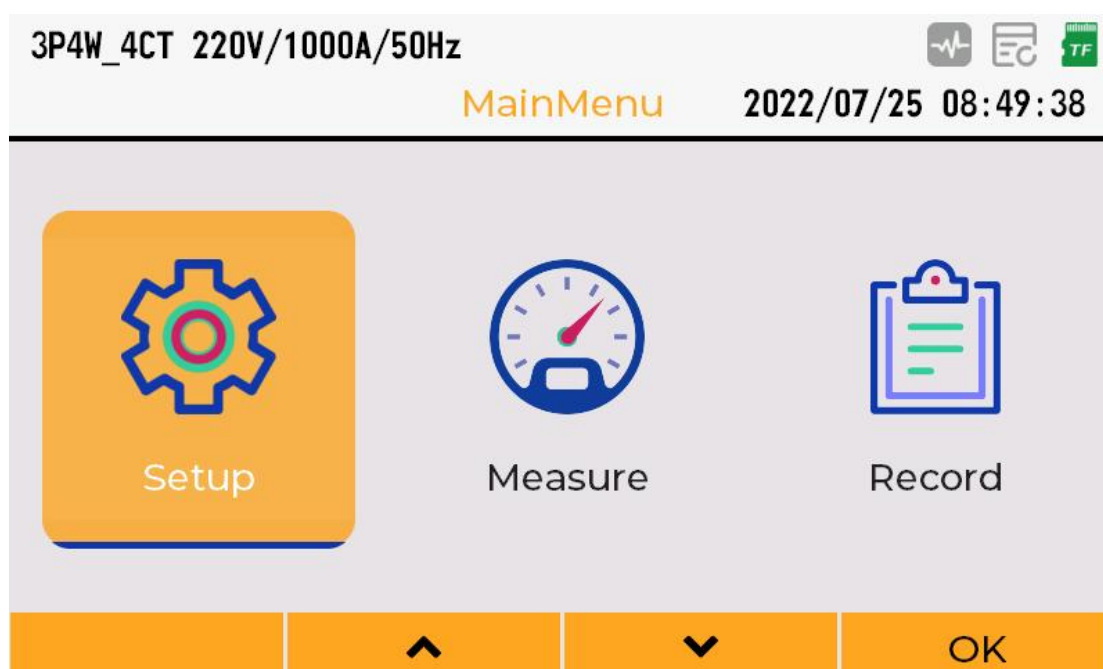 3P4W_4CT 220V/1000A/50Hz
TF
MainMenu 2022/07/25 08:49:38
Setup Measure Record
OK